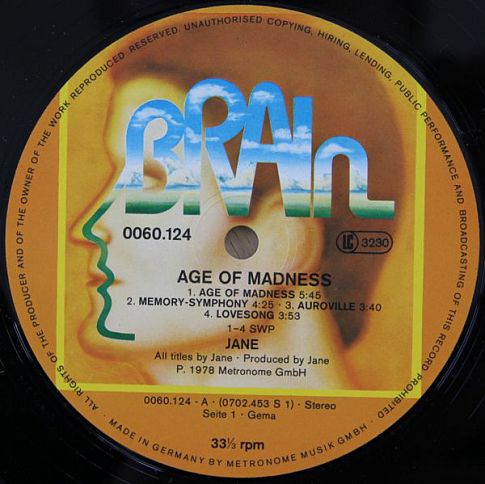 ALL RIGHTS OF THE PRODUCER AND OF THE OWNER OF THE WORK REPRODUCED RESERVED. UNAUTHORISED COPYING, HIRING, LENDING, PUBLIC PERFORMANCE AND BROADCASTING OF THIS RECORD PROHIBITED
BRAIN
0060.124
LC 3230
AGE OF MADNESS
1. AGE OF MADNESS 5:45
2. MEMORY-SYMPHONY 4:25 · 3. AUROVILLE 3:40
4. LOVESONG 3:53
1-4 SWP
JANE
All titles by Jane · Produced by Jane
P. 1978 Metronome GmbH
0060.124 - A · (0702.453 S 1) · Stereo
Seite 1 · Gema
33⅓ rpm
· MADE IN GERMANY BY METRONOME MUSIK GMBH ·